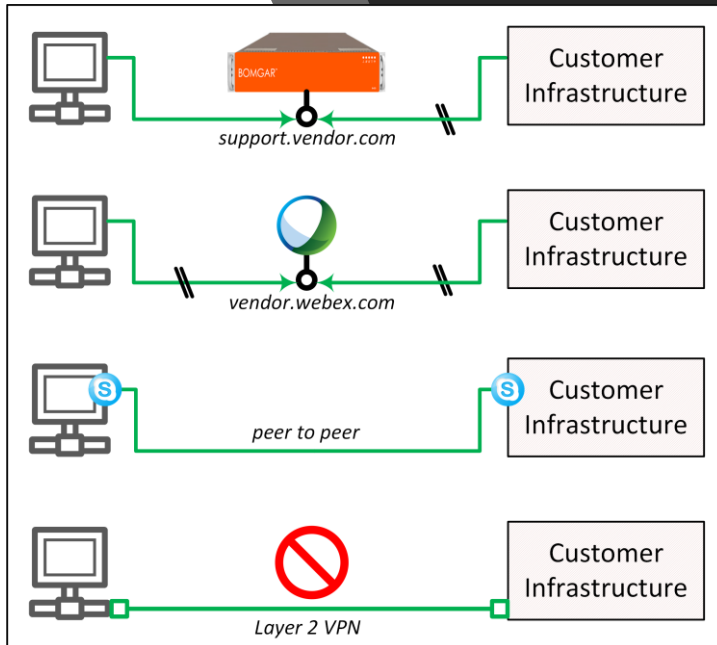 BOMGAR™
Customer
Infrastructure
support.vendor.com
Customer
Infrastructure
vendor.webex.com
S
S
Customer
Infrastructure
peer to peer
Customer
Infrastructure
Layer 2 VPN